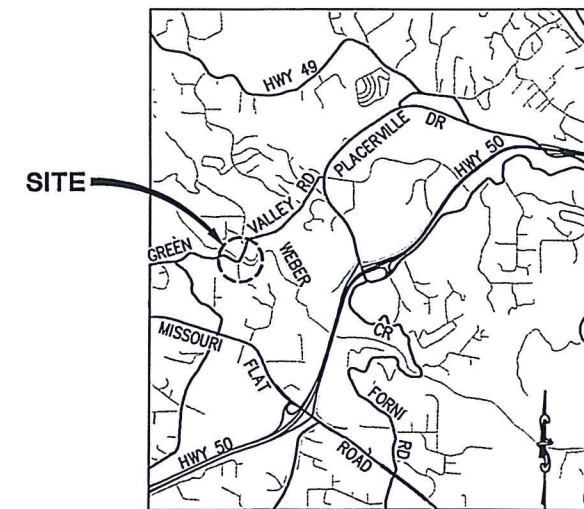 HWY 49
PLACERVILLE DR
HWY 50
SITE
GREEN VALLEY RD
WEBER CR
MISSOURI FLAT ROAD
FORNI RD
HWY 50